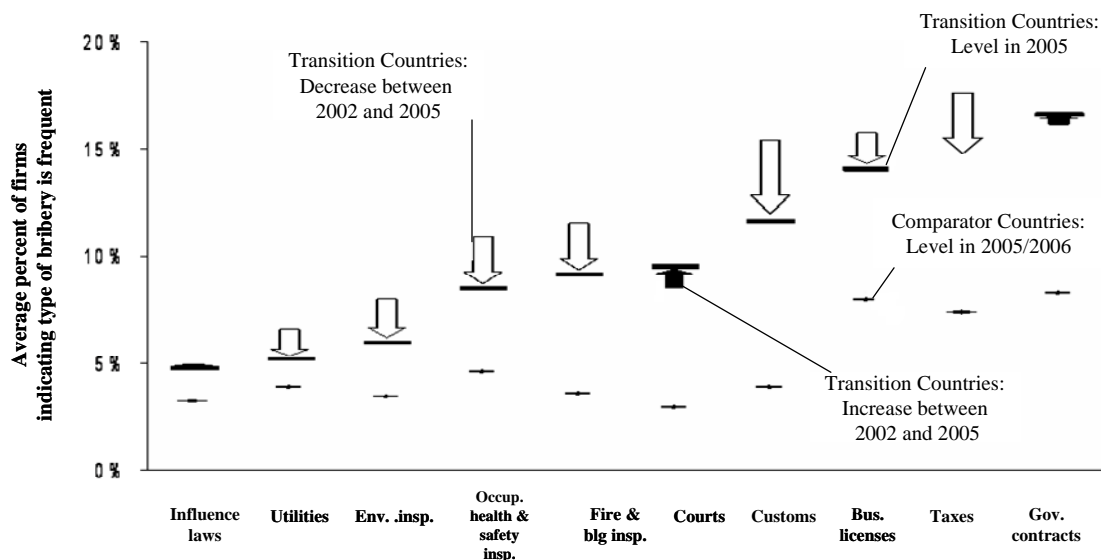 Transition Countries:
Level in 2005
20%
Transition Countries:
Decrease between
2002 and 2005
15%
Average percent of firms
indicating type of bribery is frequent
Comparator Countries:
Level in 2005/2006
10%
5%
Transition Countries:
Increase between
2002 and 2005
0%
Influence
laws
Utilities
Env. .insp.
Occup.
health &
safety
insp.
Fire &
blg insp.
Courts
Customs
Bus.
licenses
Taxes
Gov.
contracts